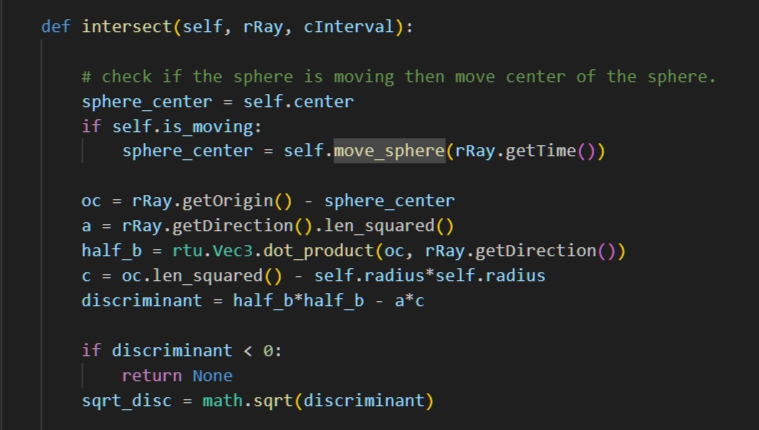 def intersect(self, rRay, cInterval):
# check if the sphere is moving then move center of the sphere.
sphere_center = self.center
if self.is_moving:
sphere_center = self.move_sphere(rRay.getTime())
oc = rRay.getOrigin() - sphere_center
a = rRay.getDirection().len_squared()
half_b = rtu.Vec3.dot_product(oc, rRay.getDirection())
c = oc.len_squared() - self.radius*self.radius
discriminant = half_b*half_b - a*c
if discriminant < 0:
return None
sqrt_disc = math.sqrt(discriminant)